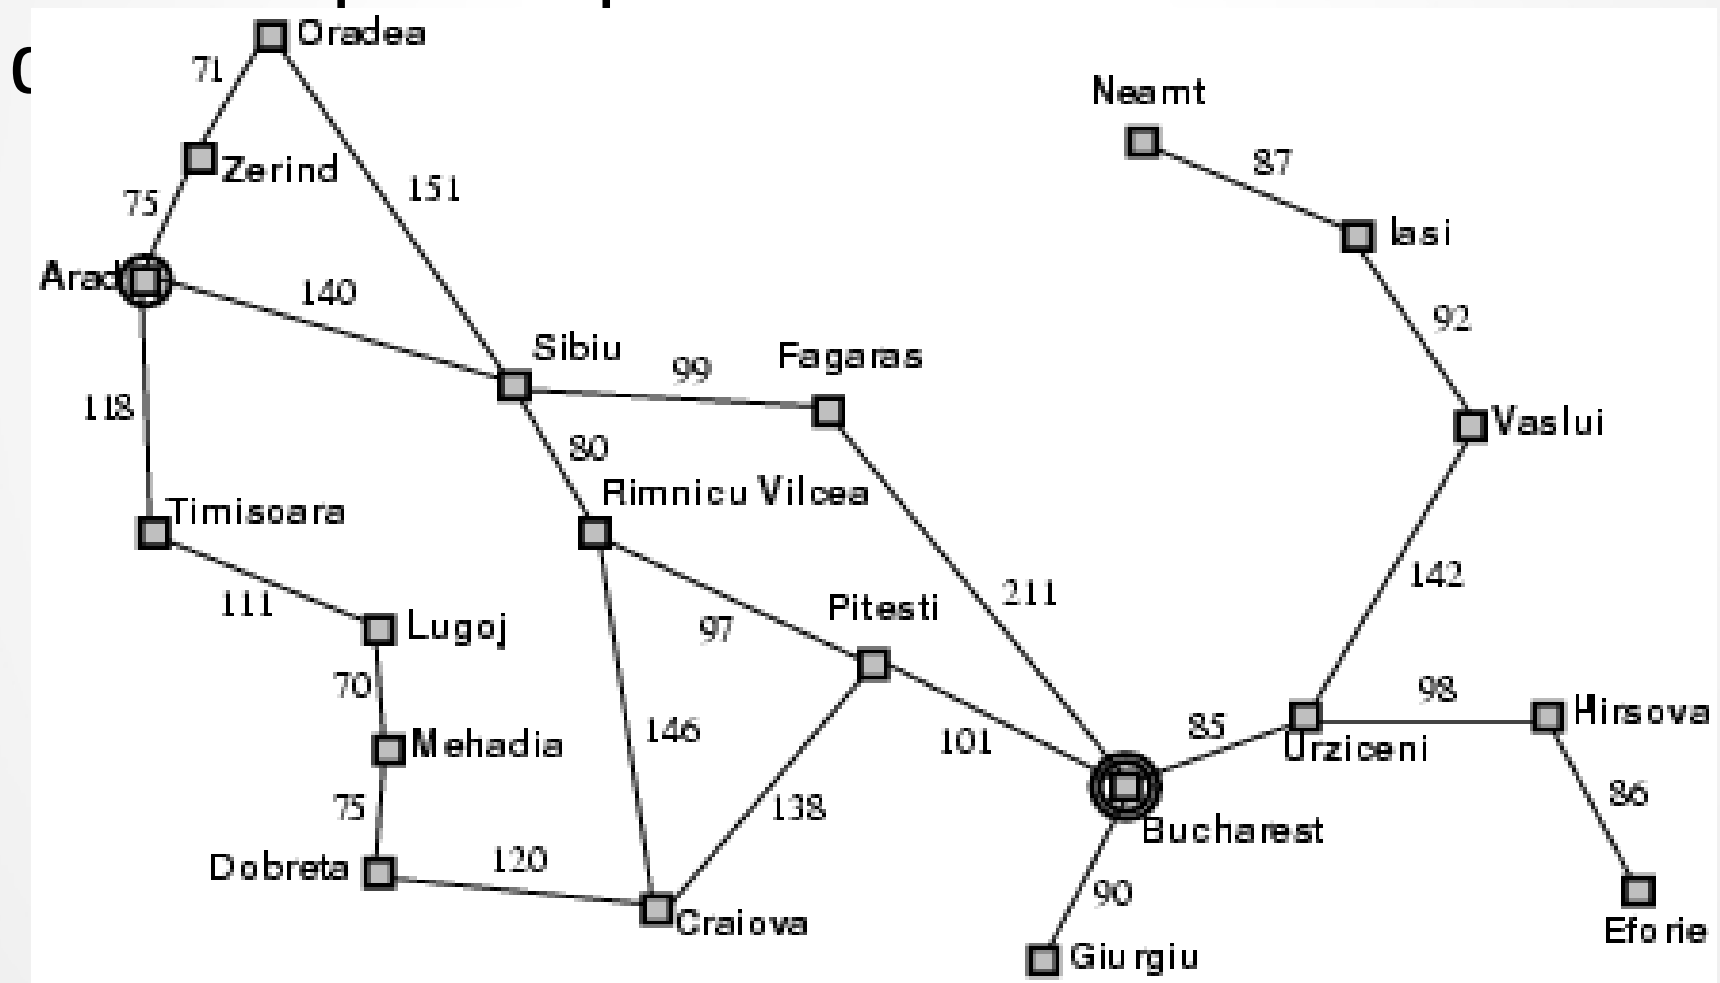 Oradea
71
Neamt
87
Zerind
151
75
Iasi
Arad
140
92
Sibiu
99
Fagaras
118
Vaslui
80
Rimnicu Vilcea
Timisoara
142
211
111
Pitesti
Lugoj
97
70
98
Hirsova
85
146
101
Urziceni
Mehadia
86
75
138
Bucharest
120
Dobreta
90
Craiova
Eforie
Giurgiu